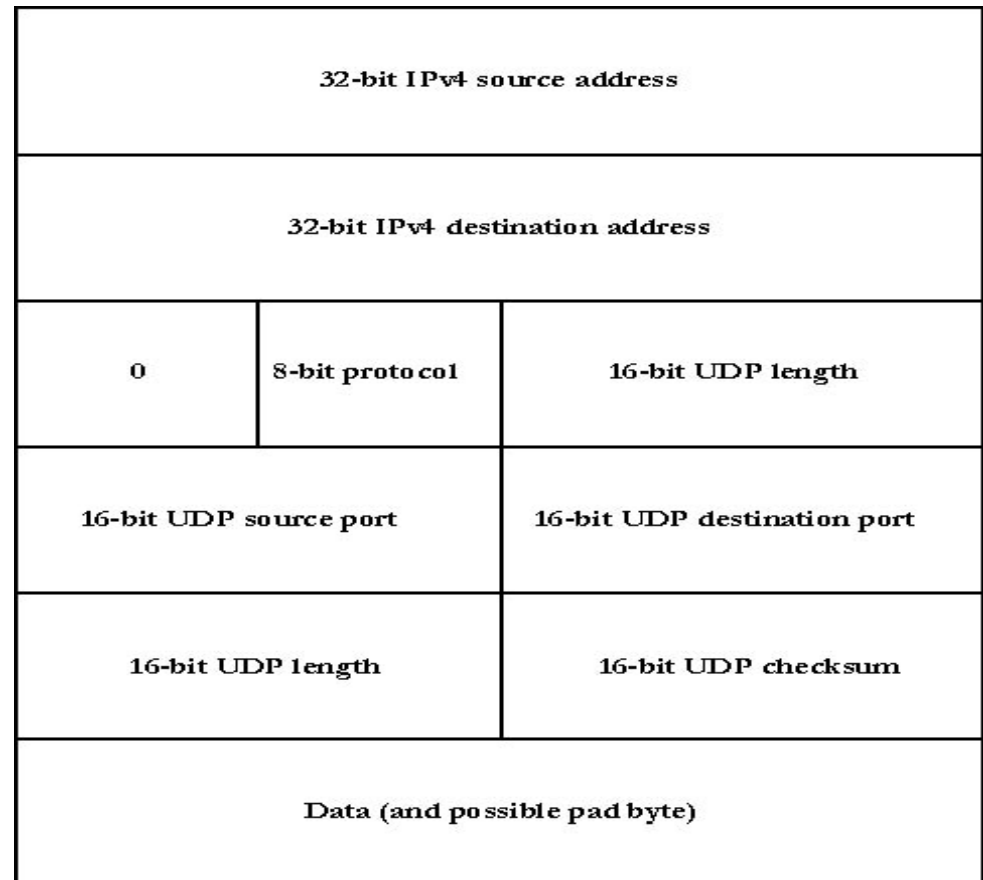 32-bit IPv4 source address
32-bit IPv4 destination address
0
8-bit protocol
16-bit UDP length
16-bit UDP source port
16-bit UDP destination port
16-bit UDP length
16-bit UDP checksum
Data (and possible pad byte)